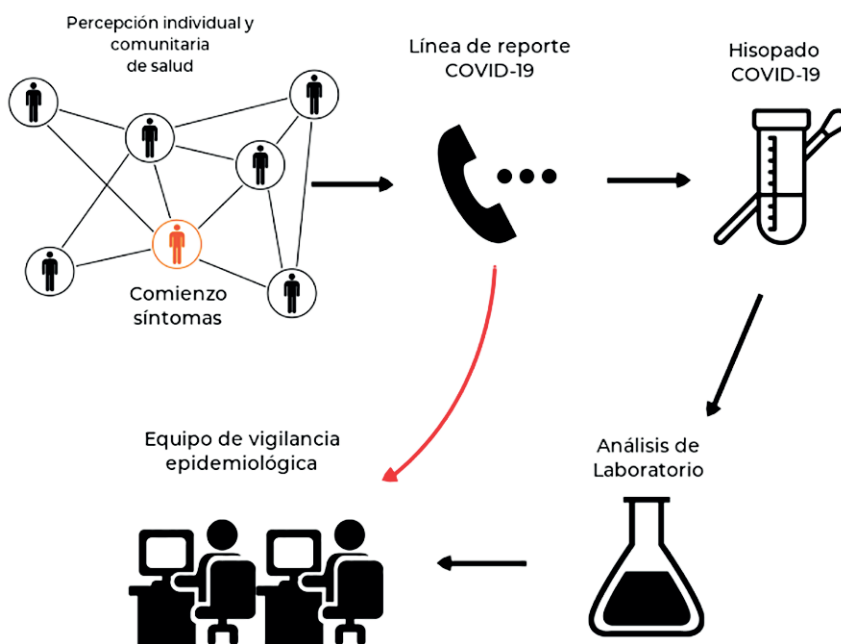 Percepción individual y
comunitaria
de salud
Línea de reporte
COVID-19
Hisopado
COVID-19
Comienzo
síntomas
Equipo de vigilancia
epidemiológica
Análisis de
Laboratorio